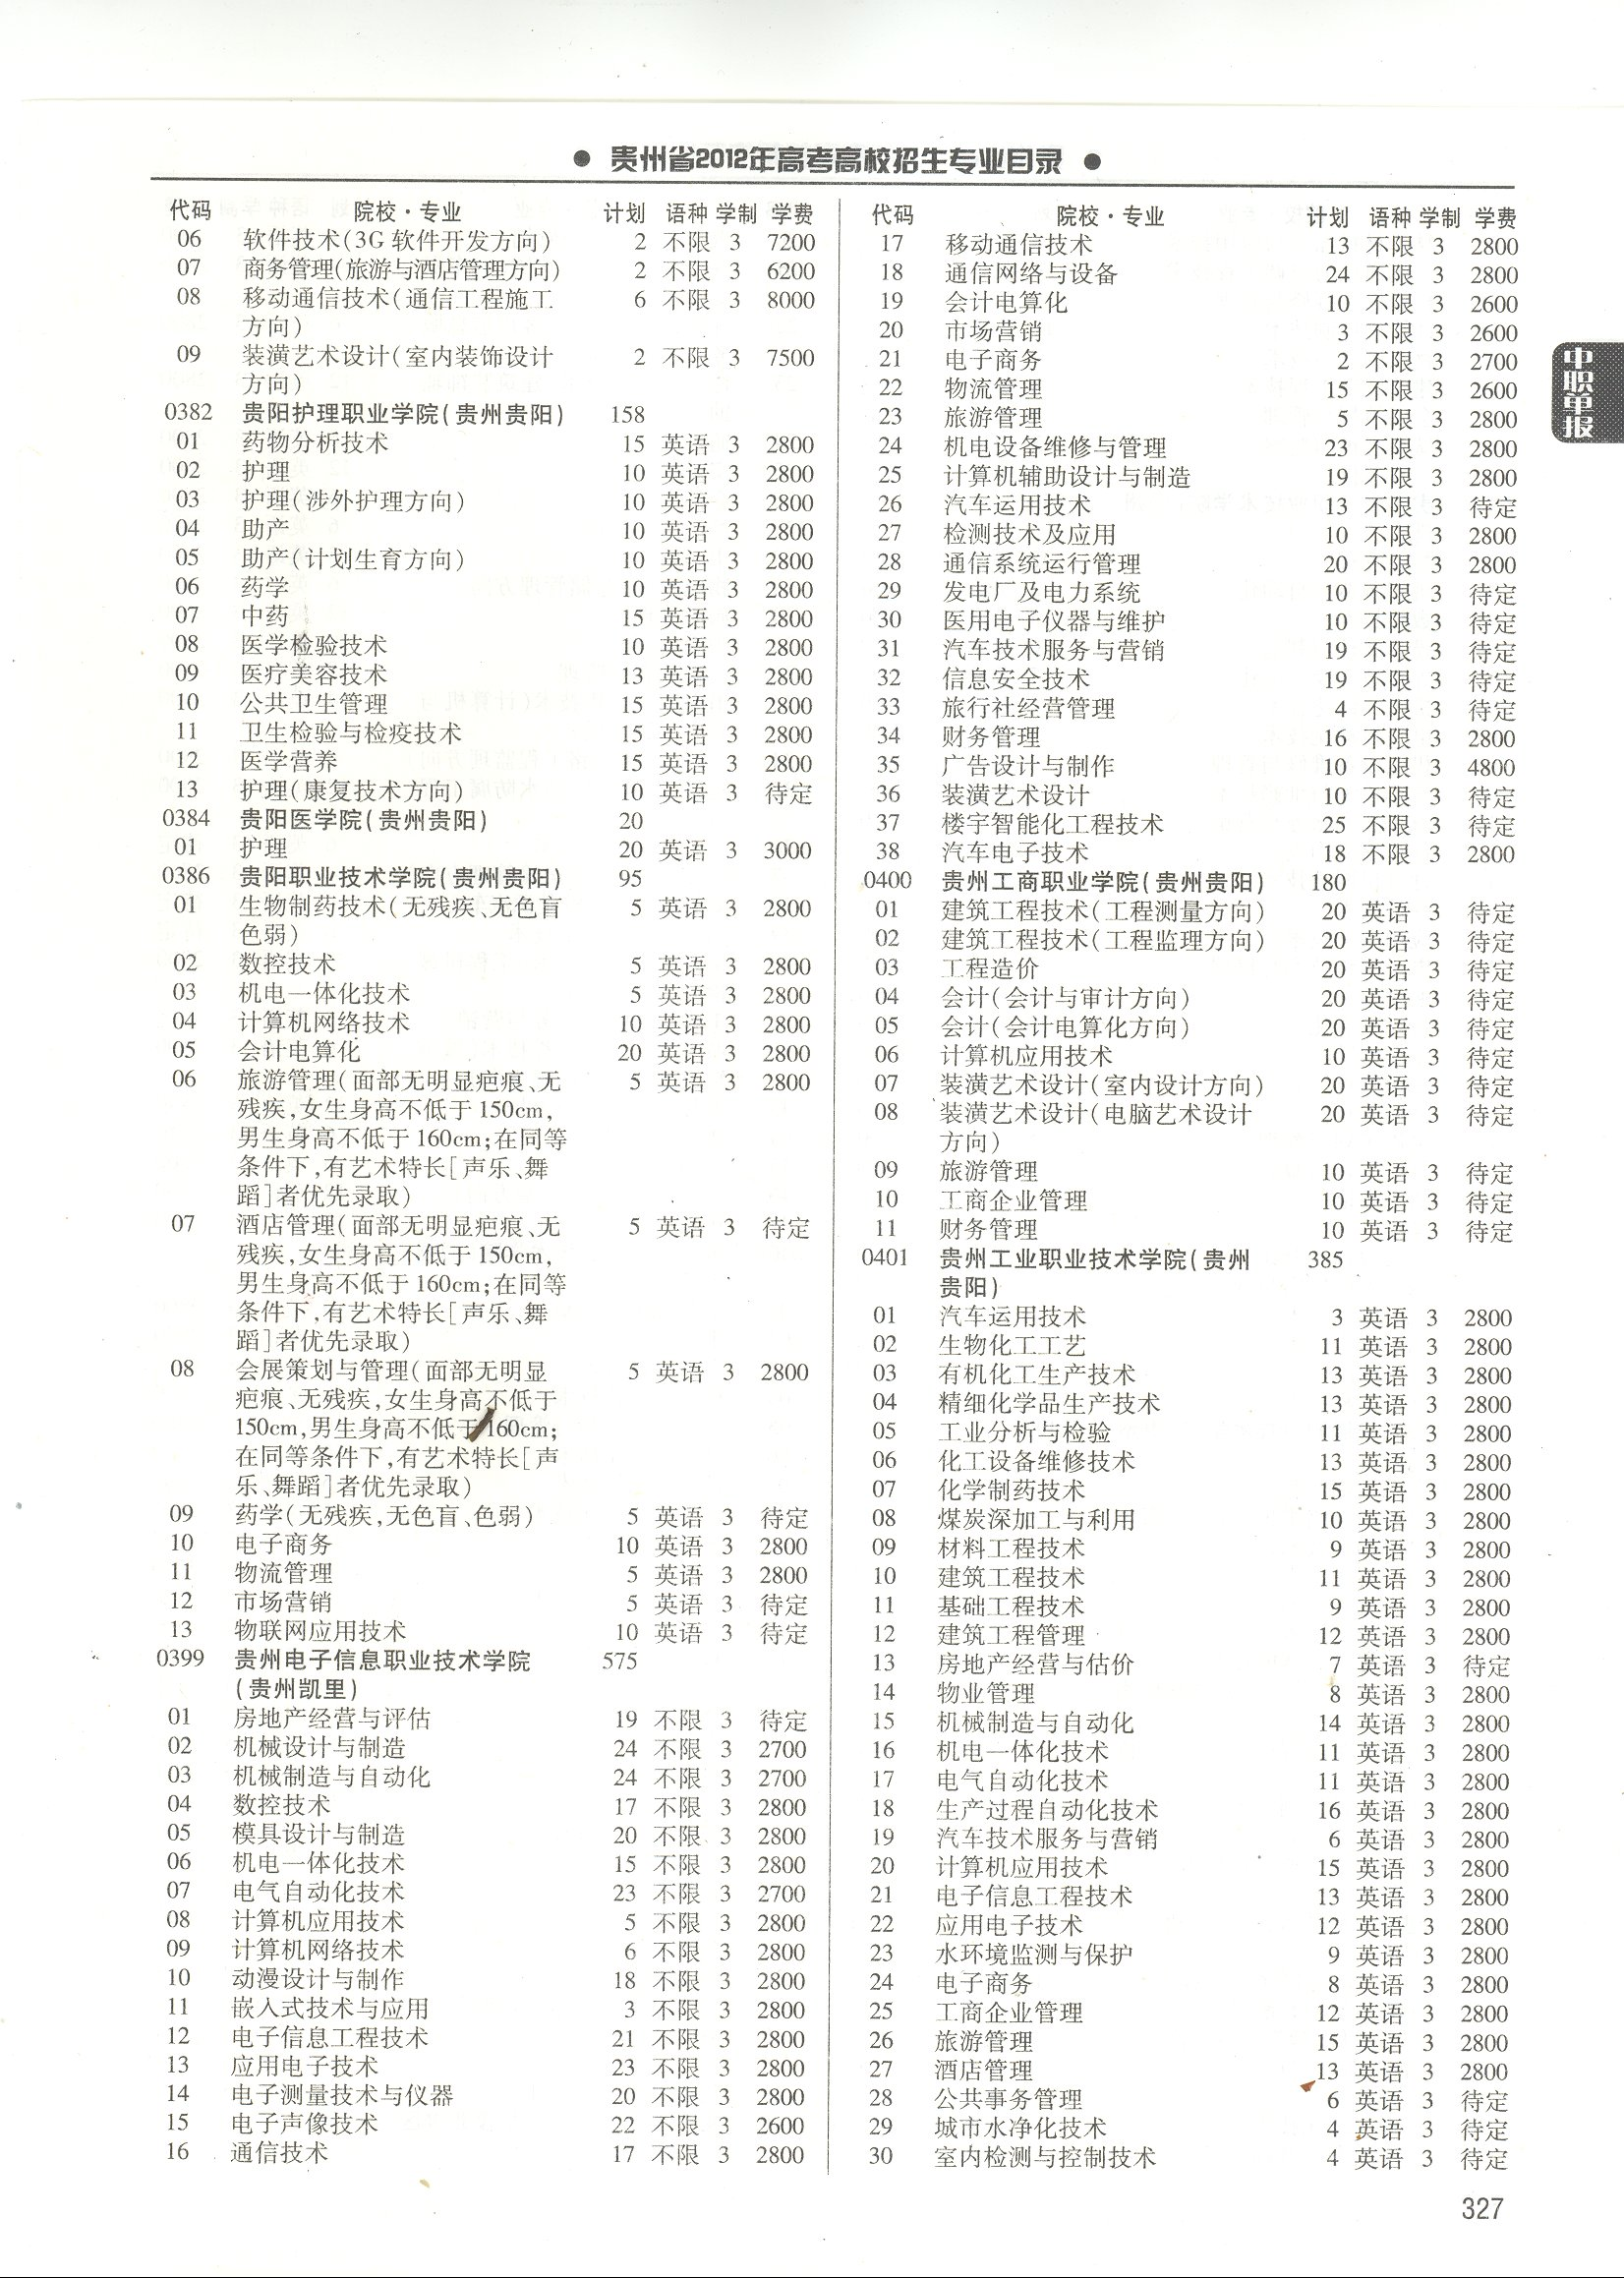 ● 贵州省2012年高考高校招生专业目录 ●
代码 院校·专业 计划 语种 学制 学费
06 软件技术(3G 软件开发方向) 2 不限 3 7200
07 商务管理(旅游与酒店管理方向) 2 不限 3 6200
08 移动通信技术(通信工程施工 6 不限 3 8000
方向)
09 装潢艺术设计(室内装饰设计 2 不限 3 7500
方向)
0382 贵阳护理职业学院(贵州贵阳) 158
01 药物分析技术 15 英语 3 2800
02 护理 10 英语 3 2800
03 护理(涉外护理方向) 10 英语 3 2800
04 助产 10 英语 3 2800
05 助产(计划生育方向) 10 英语 3 2800
06 药学 10 英语 3 2800
07 中药 15 英语 3 2800
08 医学检验技术 10 英语 3 2800
09 医疗美容技术 13 英语 3 2800
10 公共卫生管理 15 英语 3 2800
11 卫生检验与检疫技术 15 英语 3 2800
12 医学营养 15 英语 3 2800
13 护理(康复技术方向) 10 英语 3 待定
0384 贵阳医学院(贵州贵阳) 20
01 护理 20 英语 3 3000
0386 贵阳职业技术学院(贵州贵阳) 95
01 生物制药技术(无残疾、无色盲 5 英语 3 2800
色弱)
02 数控技术 5 英语 3 2800
03 机电一体化技术 5 英语 3 2800
04 计算机网络技术 10 英语 3 2800
05 会计电算化 20 英语 3 2800
06 旅游管理(面部无明显疤痕、无 5 英语 3 2800
残疾,女生身高不低于150cm,
男生身高不低于160cm;在同等
条件下,有艺术特长[声乐、舞
蹈]者优先录取)
07 酒店管理(面部无明显疤痕、无 5 英语 3 待定
残疾,女生身高不低于150cm,
男生身高不低于160cm;在同等
条件下,有艺术特长[声乐、舞
蹈]者优先录取)
08 会展策划与管理(面部无明显 5 英语 3 2800
疤痕、无残疾,女生身高不低于
150cm,男生身高不低于160cm;
在同等条件下,有艺术特长[声
乐、舞蹈]者优先录取)
09 药学(无残疾,无色盲、色弱) 5 英语 3 待定
10 电子商务 10 英语 3 2800
11 物流管理 5 英语 3 2800
12 市场营销 5 英语 3 待定
13 物联网应用技术 10 英语 3 待定
0399 贵州电子信息职业技术学院 575
(贵州凯里)
01 房地产经营与评估 19 不限 3 待定
02 机械设计与制造 24 不限 3 2700
03 机械制造与自动化 24 不限 3 2700
04 数控技术 17 不限 3 2800
05 模具设计与制造 20 不限 3 2800
06 机电一体化技术 15 不限 3 2800
07 电气自动化技术 23 不限 3 2700
08 计算机应用技术 5 不限 3 2800
09 计算机网络技术 6 不限 3 2800
10 动漫设计与制作 18 不限 3 2800
11 嵌入式技术与应用 3 不限 3 2800
12 电子信息工程技术 21 不限 3 2800
13 应用电子技术 23 不限 3 2800
14 电子测量技术与仪器 20 不限 3 2800
15 电子声像技术 22 不限 3 2600
16 通信技术 17 不限 3 2800
代码 院校·专业 计划 语种 学制 学费
17 移动通信技术 13 不限 3 2800
18 通信网络与设备 24 不限 3 2800
19 会计电算化 10 不限 3 2600
20 市场营销 3 不限 3 2600
21 电子商务 2 不限 3 2700
22 物流管理 15 不限 3 2600
23 旅游管理 5 不限 3 2800
24 机电设备维修与管理 23 不限 3 2800
25 计算机辅助设计与制造 19 不限 3 2800
26 汽车运用技术 13 不限 3 待定
27 检测技术及应用 10 不限 3 2800
28 通信系统运行管理 20 不限 3 2800
29 发电厂及电力系统 10 不限 3 待定
30 医用电子仪器与维护 10 不限 3 待定
31 汽车技术服务与营销 19 不限 3 待定
32 信息安全技术 19 不限 3 待定
33 旅行社经营管理 4 不限 3 待定
34 财务管理 16 不限 3 2800
35 广告设计与制作 10 不限 3 4800
36 装潢艺术设计 10 不限 3 待定
37 楼宇智能化工程技术 25 不限 3 待定
38 汽车电子技术 18 不限 3 2800
0400 贵州工商职业学院(贵州贵阳) 180
01 建筑工程技术(工程测量方向) 20 英语 3 待定
02 建筑工程技术(工程监理方向) 20 英语 3 待定
03 工程造价 20 英语 3 待定
04 会计(会计与审计方向) 20 英语 3 待定
05 会计(会计电算化方向) 20 英语 3 待定
06 计算机应用技术 10 英语 3 待定
07 装潢艺术设计(室内设计方向) 20 英语 3 待定
08 装潢艺术设计(电脑艺术设计 20 英语 3 待定
方向)
09 旅游管理 10 英语 3 待定
10 工商企业管理 10 英语 3 待定
11 财务管理 10 英语 3 待定
0401 贵州工业职业技术学院(贵州 385
贵阳)
01 汽车运用技术 3 英语 3 2800
02 生物化工工艺 11 英语 3 2800
03 有机化工生产技术 13 英语 3 2800
04 精细化学品生产技术 13 英语 3 2800
05 工业分析与检验 11 英语 3 2800
06 化工设备维修技术 13 英语 3 2800
07 化学制药技术 15 英语 3 2800
08 煤炭深加工与利用 10 英语 3 2800
09 材料工程技术 9 英语 3 2800
10 建筑工程技术 11 英语 3 2800
11 基础工程技术 9 英语 3 2800
12 建筑工程管理 12 英语 3 2800
13 房地产经营与估价 7 英语 3 待定
14 物业管理 8 英语 3 2800
15 机械制造与自动化 14 英语 3 2800
16 机电一体化技术 11 英语 3 2800
17 电气自动化技术 11 英语 3 2800
18 生产过程自动化技术 16 英语 3 2800
19 汽车技术服务与营销 6 英语 3 2800
20 计算机应用技术 15 英语 3 2800
21 电子信息工程技术 13 英语 3 2800
22 应用电子技术 12 英语 3 2800
23 水环境监测与保护 9 英语 3 2800
24 电子商务 8 英语 3 2800
25 工商企业管理 12 英语 3 2800
26 旅游管理 15 英语 3 2800
27 酒店管理 13 英语 3 2800
28 公共事务管理 6 英语 3 待定
29 城市水净化技术 4 英语 3 待定
30 室内检测与控制技术 4 英语 3 待定
中职单报
327